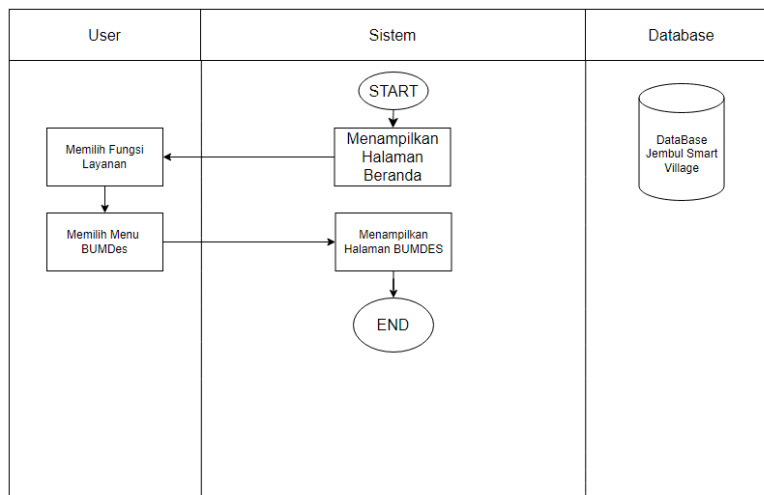 User
Sistem
Database
START
Menampilkan
Halaman
Beranda
Memilih Fungsi
Layanan
DataBase
Jembul Smart
Village
Memilih Menu
BUMDes
Menampilkan
Halaman BUMDES
END